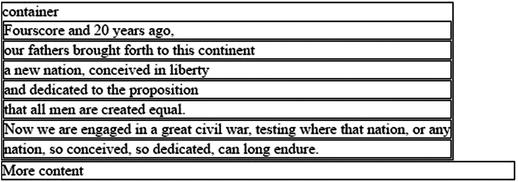 container
Fourscore and 20 years ago,
our fathers brought forth to this continent
a new nation, conceived in liberty
and dedicated to the proposition
that all men are created equal.
Now we are engaged in a great civil war, testing where that nation, or any
nation, so conceived, so dedicated, can long endure.
More content